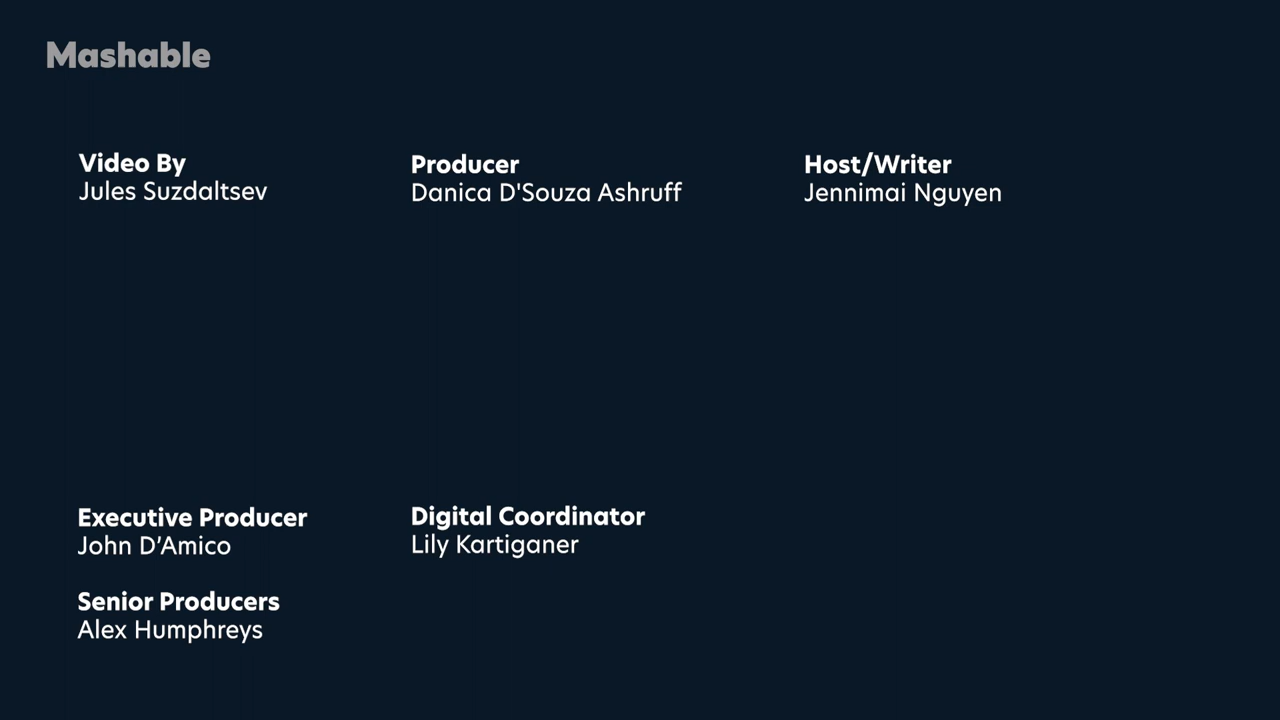 Mashable
Video By
Jules Suzdaltsev
Producer
Danica D'Souza Ashruff
Host/Writer
Jennimai Nguyen
Executive Producer
John D’Amico
Senior Producers
Alex Humphreys
Digital Coordinator
Lily Kartiganer